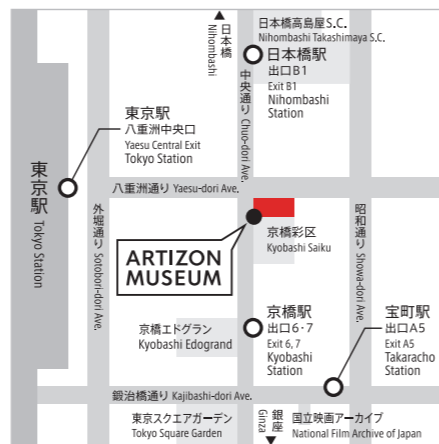 日本橋
Nihombashi
日本橋高島屋S.C.
Nihombashi Takashimaya S.C.
日本橋駅
出口B1
Exit B1
Nihombashi
Station
中央通り Chuo-dori Ave.
東京駅
八重洲中央口
Yaesu Central Exit
Tokyo Station
東京駅 Tokyo Station
八重洲通り Yaesu-dori Ave.
外堀通り Sotobori-dori Ave.
京橋彩区
Kyobashi Saiku
昭和通り Showa-dori Ave.
ARTIZON
MUSEUM
京橋エドグラン
Kyobashi Edogrand
京橋駅
出口6・7
Exit 6, 7
Kyobashi
Station
宝町駅
出口A5
Exit A5
Takaracho
Station
鍛治橋通り Kajibashi-dori Ave.
東京スクエアガーデン
Tokyo Square Garden
銀座
Ginza
国立映画アーカイブ
National Film Archive of Japan